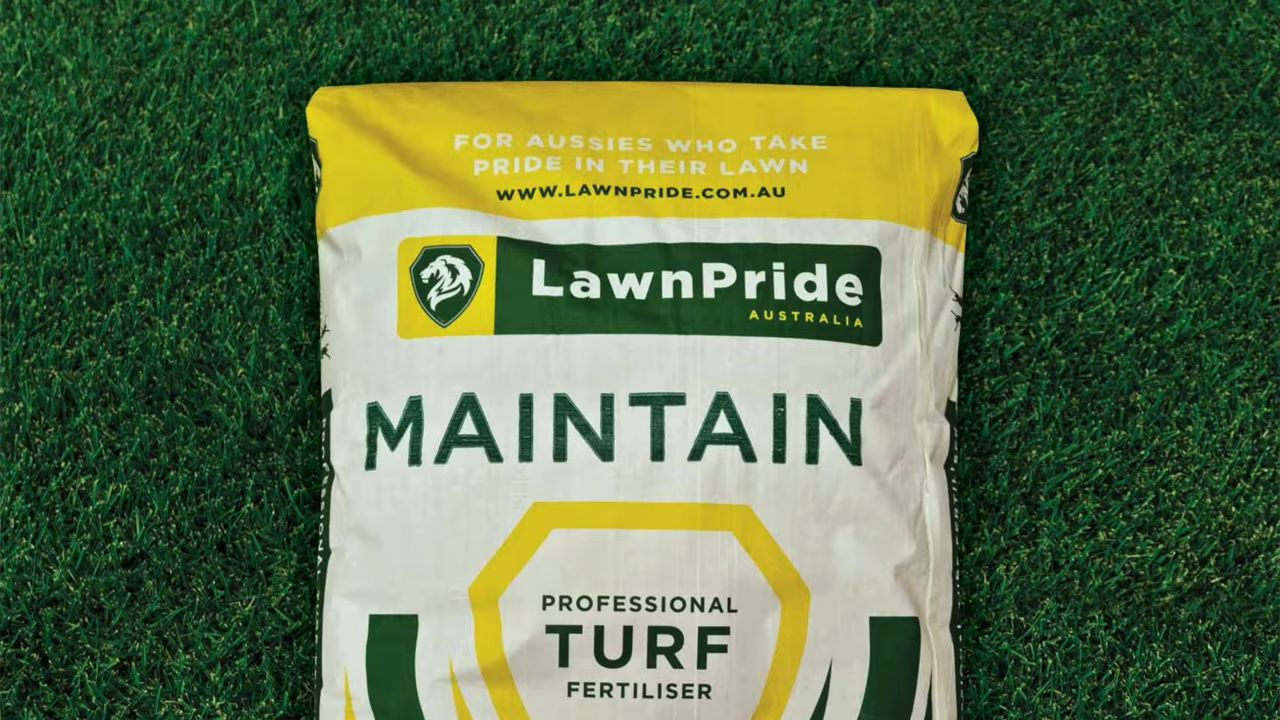 FOR AUSSIES WHO TAKE
PRIDE IN THEIR LAWN
WWW.LAWNPRIDE.COM.AU
LawnPride
AUSTRALIA
MAINTAIN
PROFESSIONAL
TURF
FERTILISER